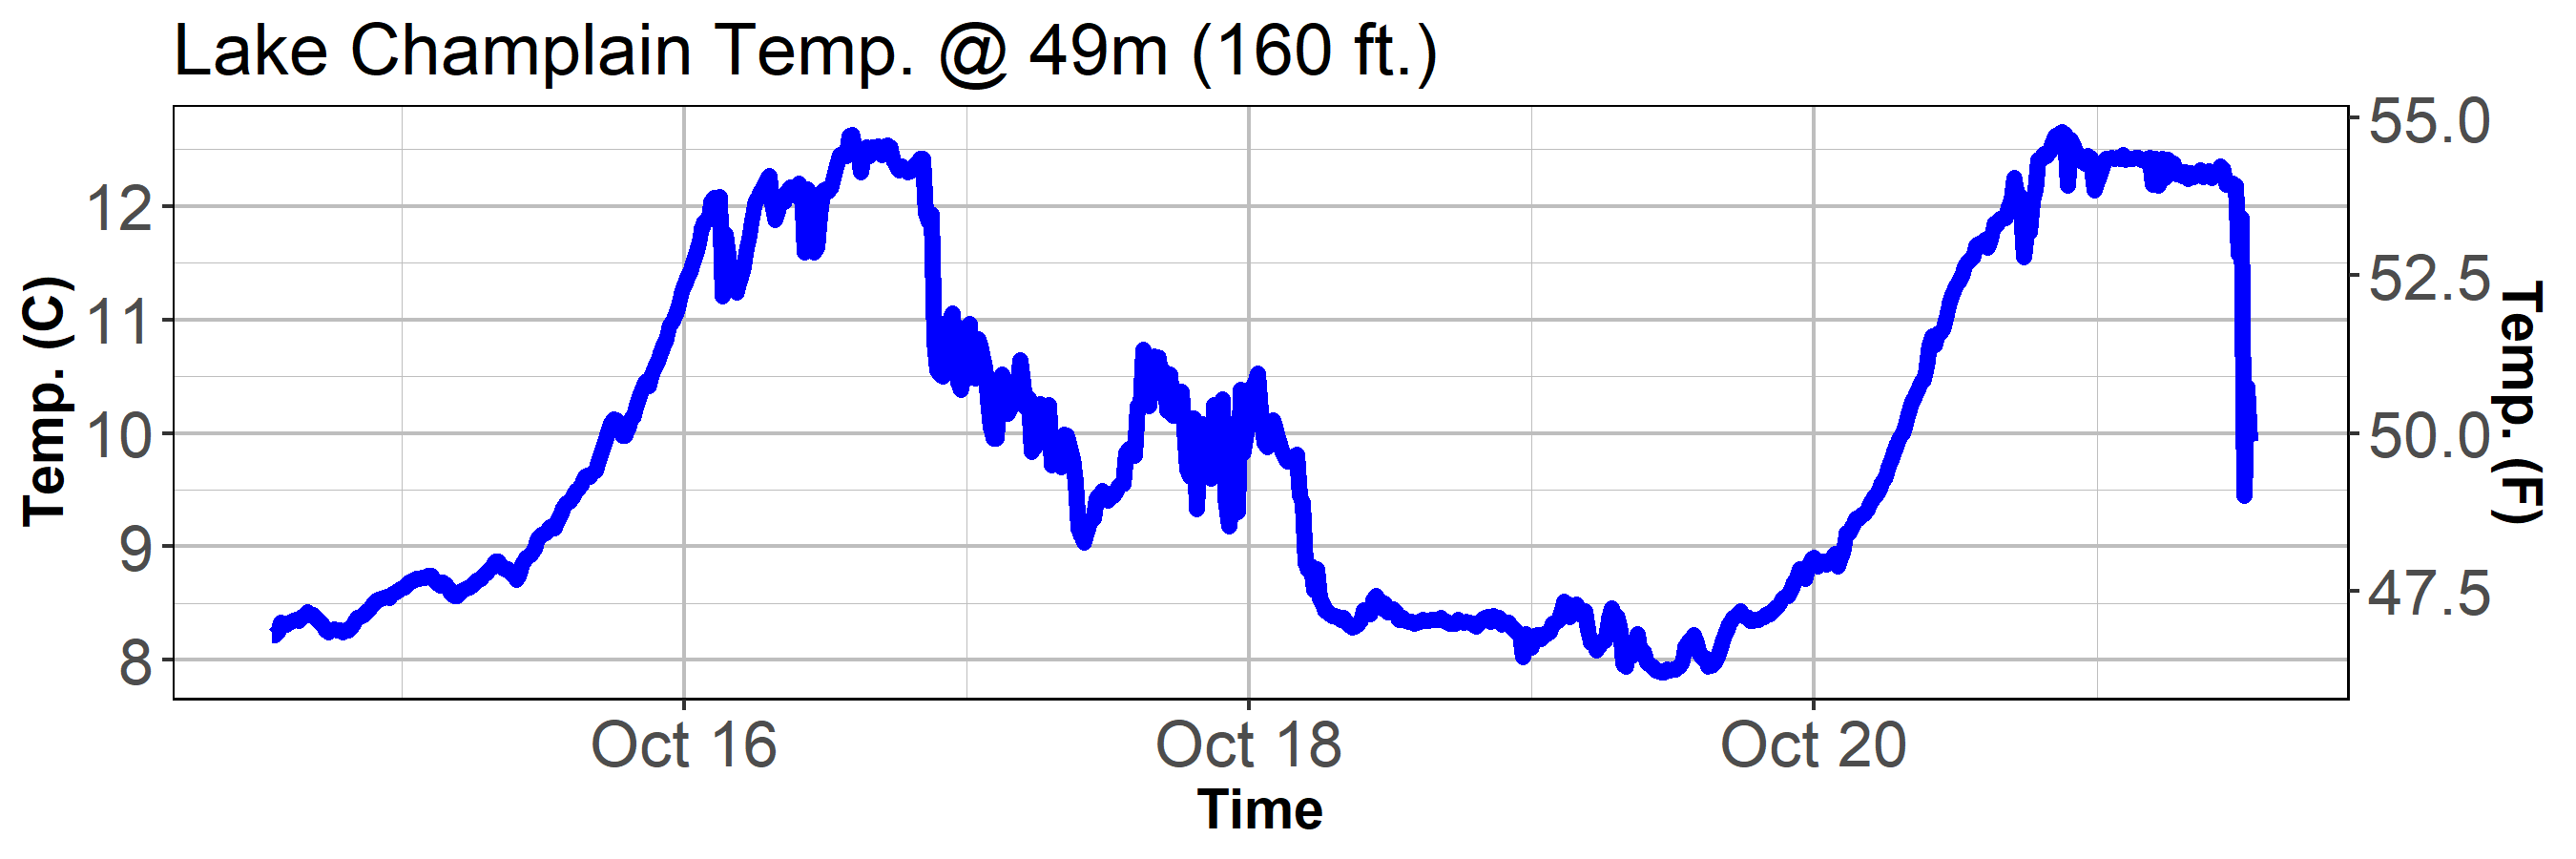 Lake Champlain Temp. @ 49m (160 ft.)
Temp. (C)
12
11
10
9
8
55.0
52.5
50.0
47.5
Temp. (F)
Oct 16 Oct 18 Oct 20
Time